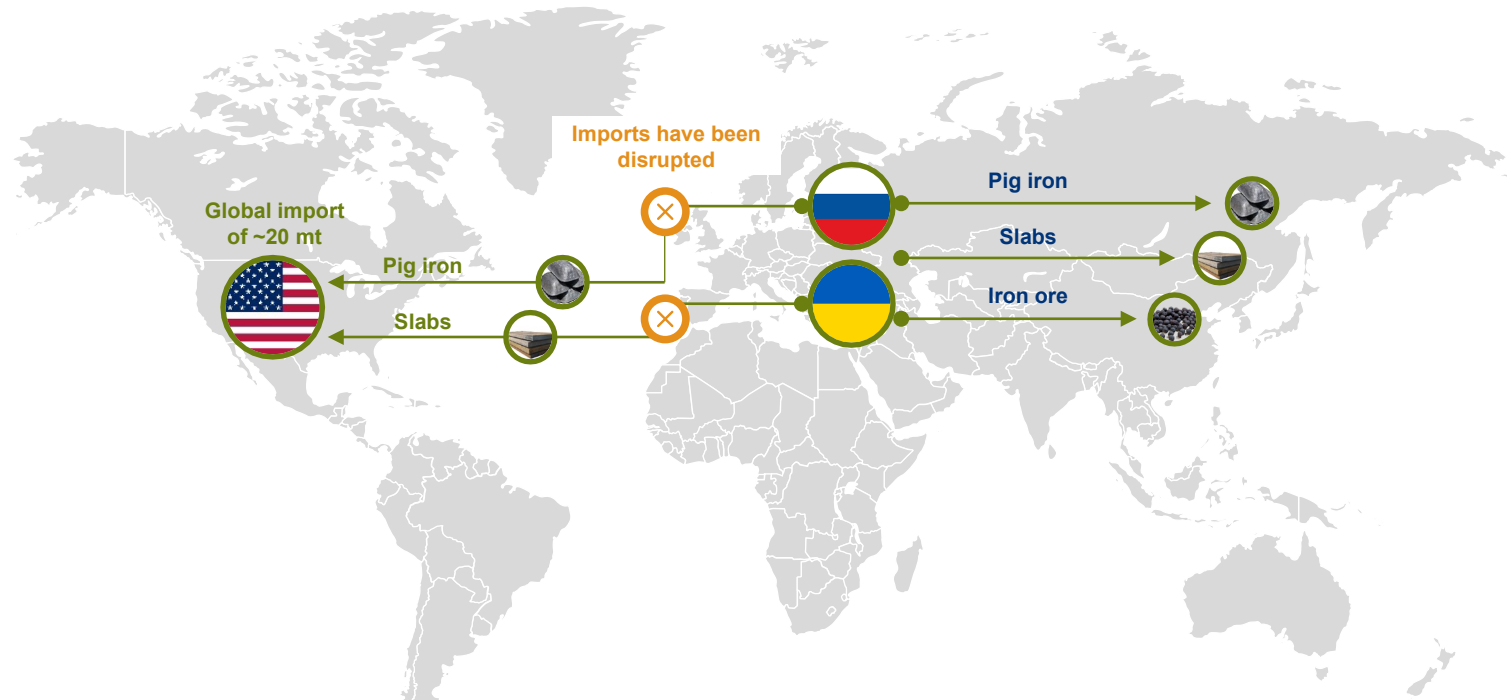 Imports have been
disrupted
Pig iron
Global import
of ~20 mt
Slabs
Pig iron
Iron ore
Slabs